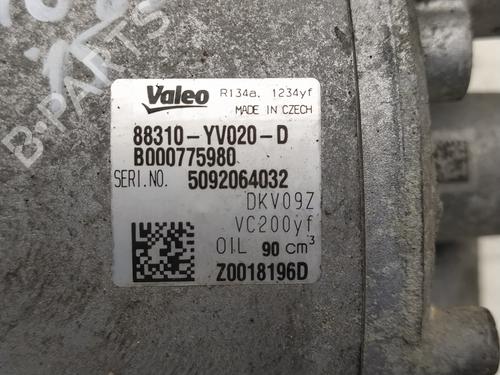 Valeo R134a, 1234yf
MADE IN CZECH
88310-YV020-D
B000775980
SERI.NO. 5092064032
DKV09Z
VC200yf
OIL 90 cm³
Z0018196D
B-PARTS